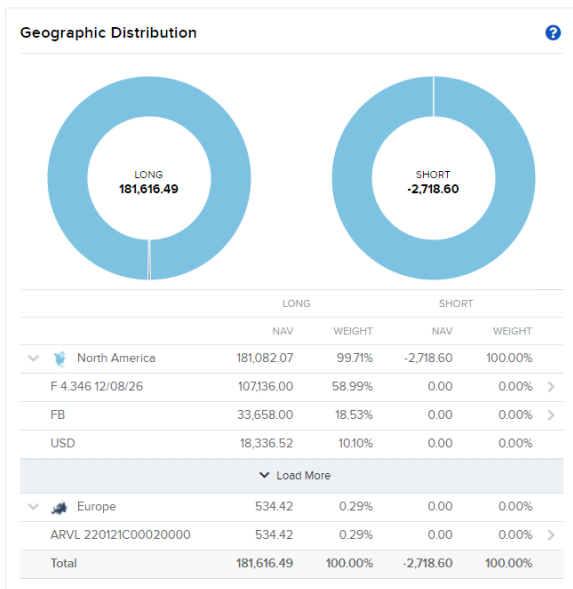 Geographic Distribution
LONG
181,616.49
SHORT
-2,718.60
LONG SHORT
NAV WEIGHT NAV WEIGHT
North America 181,082.07 99.71% -2,718.60 100.00%
F 4.346 12/08/26 107,136.00 58.99% 0.00 0.00%
FB 33,658.00 18.53% 0.00 0.00%
USD 18,336.52 10.10% 0.00 0.00%
Load More
Europe 534.42 0.29% 0.00 0.00%
ARVL 220121C00020000 534.42 0.29% 0.00 0.00%
Total 181,616.49 100.00% -2,718.60 100.00%